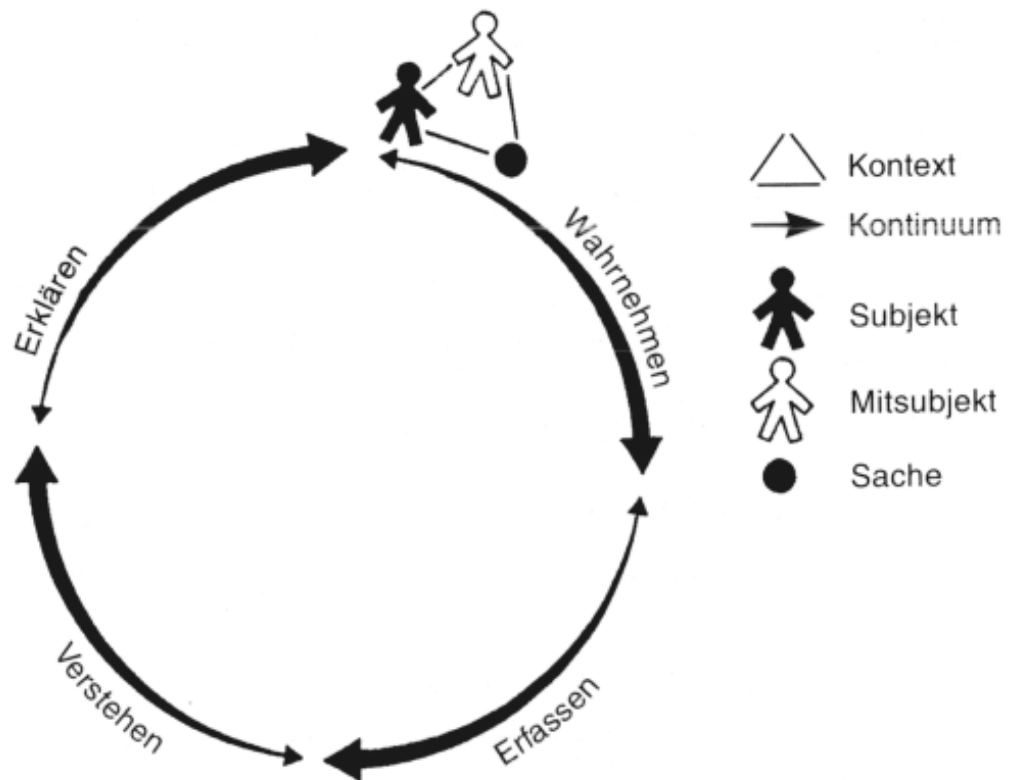 Wahrnehmen
Erfassen
Verstehen
Erklären
Kontext
Kontinuum
Subjekt
Mitsubjekt
Sache